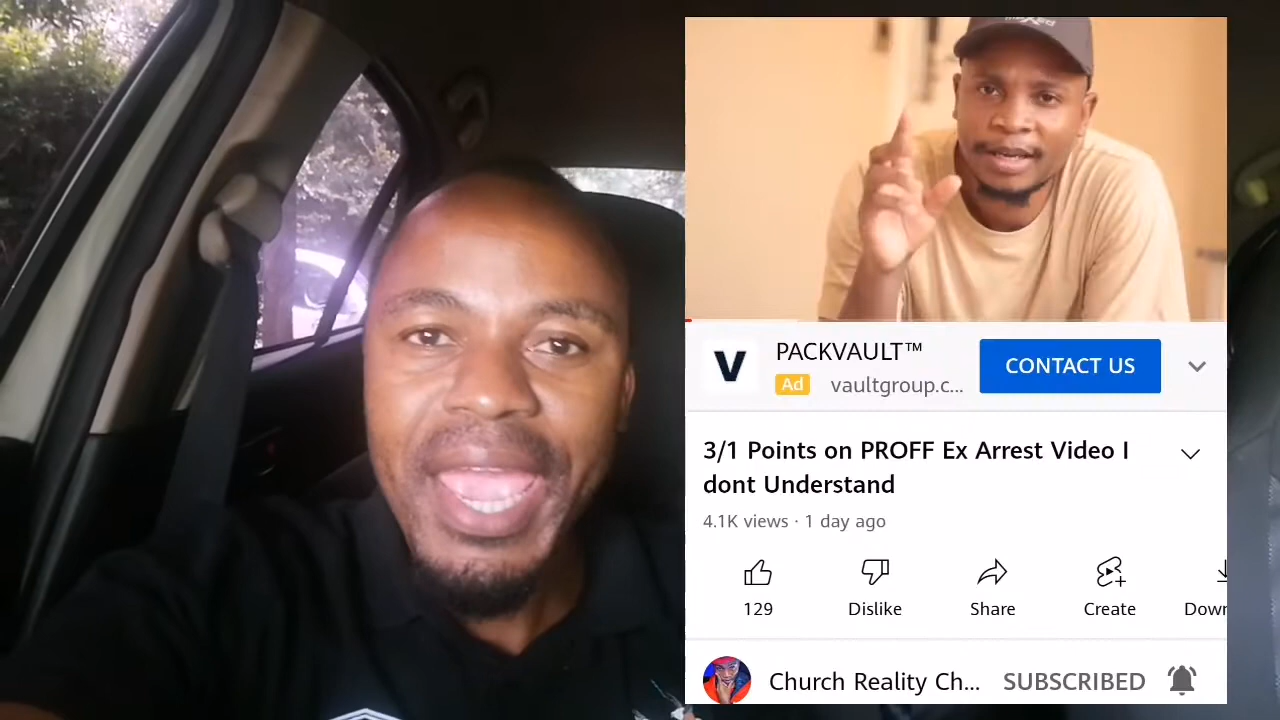 V
PACKVAULT™
Ad vaultgroup.c...
CONTACT US
3/1 Points on PROFF Ex Arrest Video I
dont Understand
4.1K views · 1 day ago
129
Dislike
Share
Create
Down
Church Reality Ch...
SUBSCRIBED